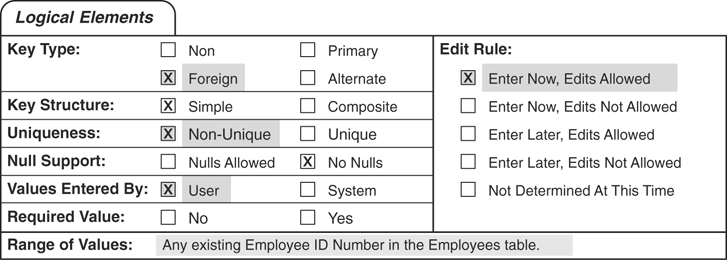 Logical Elements
Key Type: Non Primary
X Foreign Alternate
Key Structure: X Simple Composite
Uniqueness: X Non-Unique Unique
Null Support: Nulls Allowed X No Nulls
Values Entered By: X User System
Required Value: No Yes
Edit Rule:
X Enter Now, Edits Allowed
Enter Now, Edits Not Allowed
Enter Later, Edits Allowed
Enter Later, Edits Not Allowed
Not Determined At This Time
Range of Values: Any existing Employee ID Number in the Employees table.